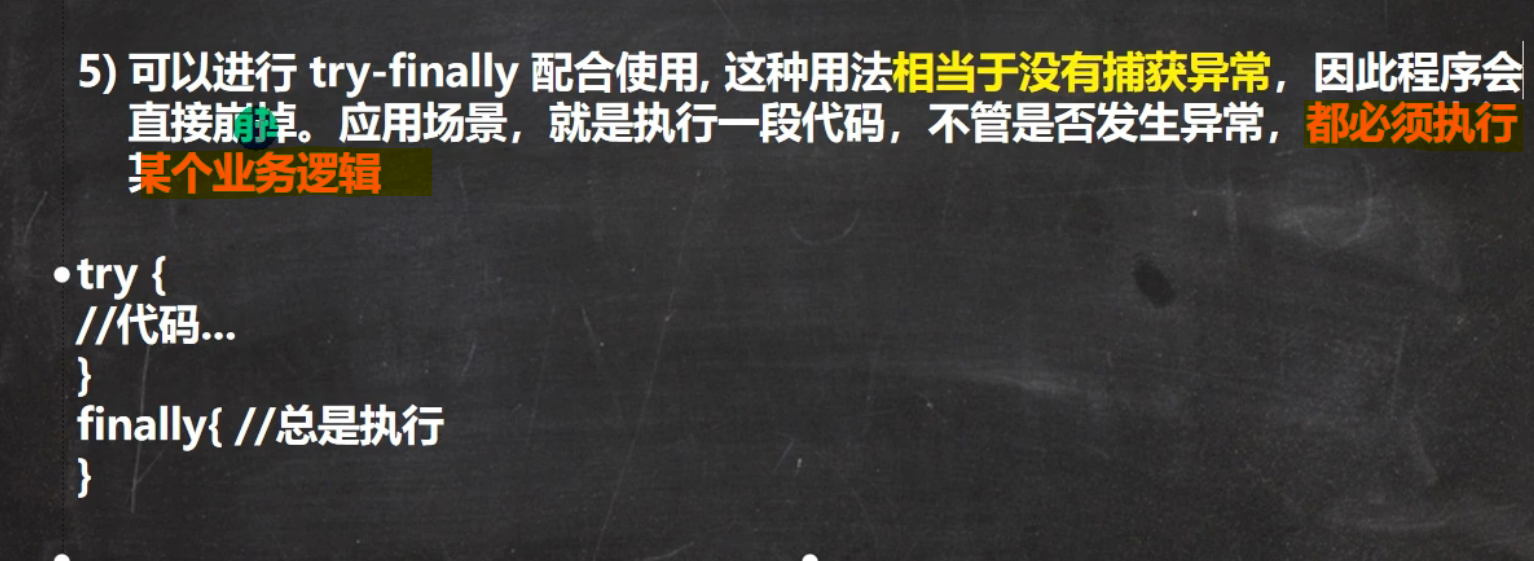 5) 可以进行 try-finally 配合使用, 这种用法相当于没有捕获异常，因此程序会
直接崩掉。应用场景，就是执行一段代码，不管是否发生异常，都必须执行
某个业务逻辑
•try {
//代码...
}
finally{ //总是执行
}